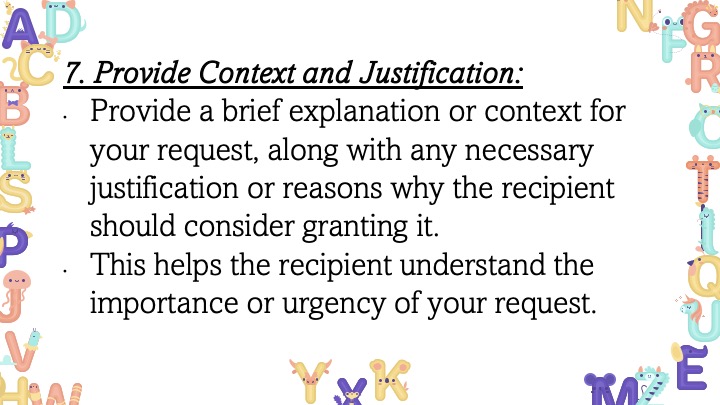 7. Provide Context and Justification:
• Provide a brief explanation or context for
your request, along with any necessary
justification or reasons why the recipient
should consider granting it.
• This helps the recipient understand the
importance or urgency of your request.
A D
C
B
L
S
P
J
V
H W
Y X K
N F G
R
O
T
I
Q
U
E
M Z